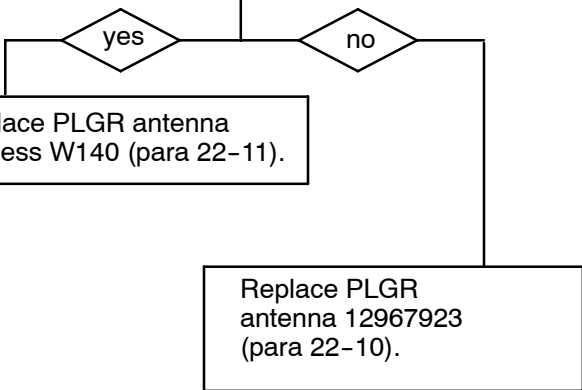 yes
no
lace PLGR antenna
ess W140 (para 22-11).
Replace PLGR
antenna 12967923
(para 22-10).